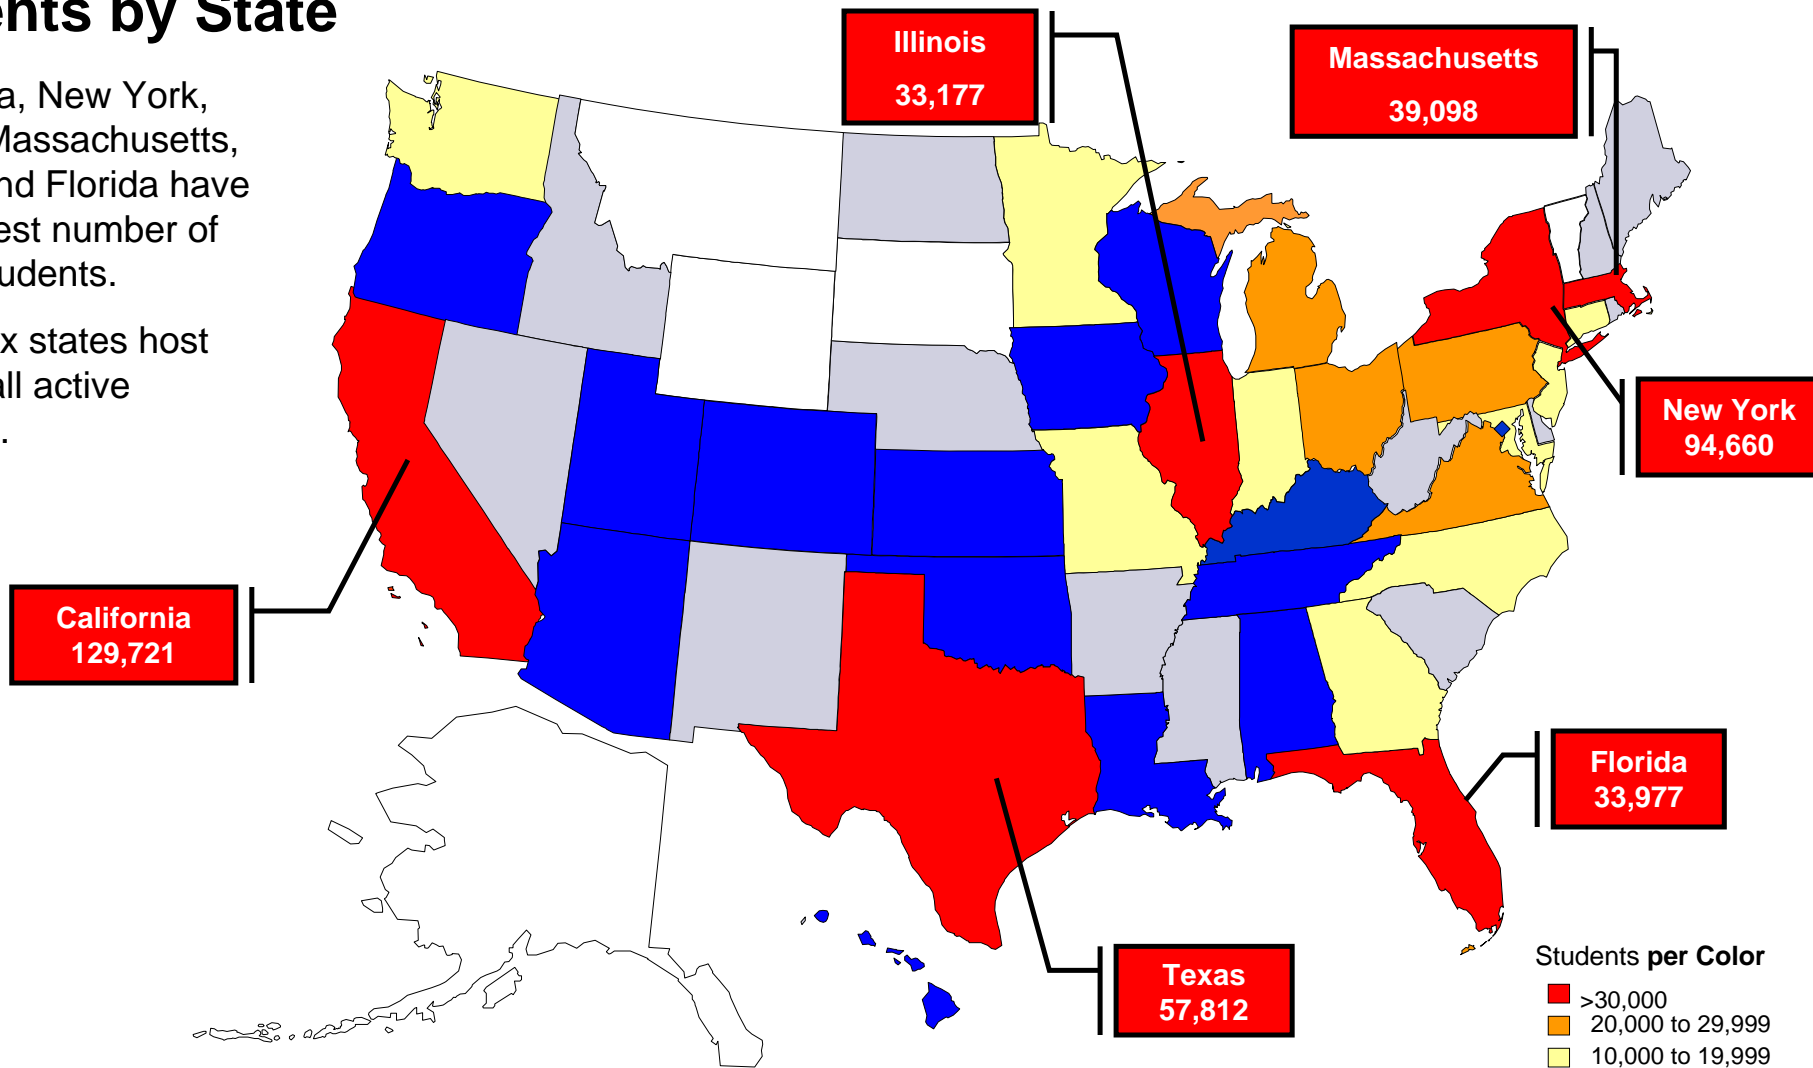 ents by State
a, New York,
Massachusetts,
nd Florida have
est number of
udents.
x states host
all active
.
Illinois
33,177
Massachusetts
39,098
New York
94,660
California
129,721
Florida
33,977
Texas
57,812
Students per Color
>30,000
20,000 to 29,999
10,000 to 19,999